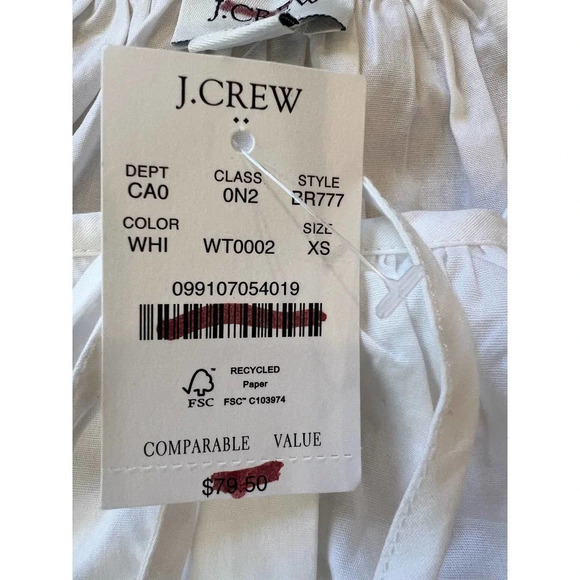 J.CREW
J.CREW
DEPT CLASS STYLE
CA0 0N2 BR777
COLOR SIZE
WHI WT0002 XS
099107054019
RECYCLED
Paper
FSC FSC™ C103974
COMPARABLE VALUE
$79.50